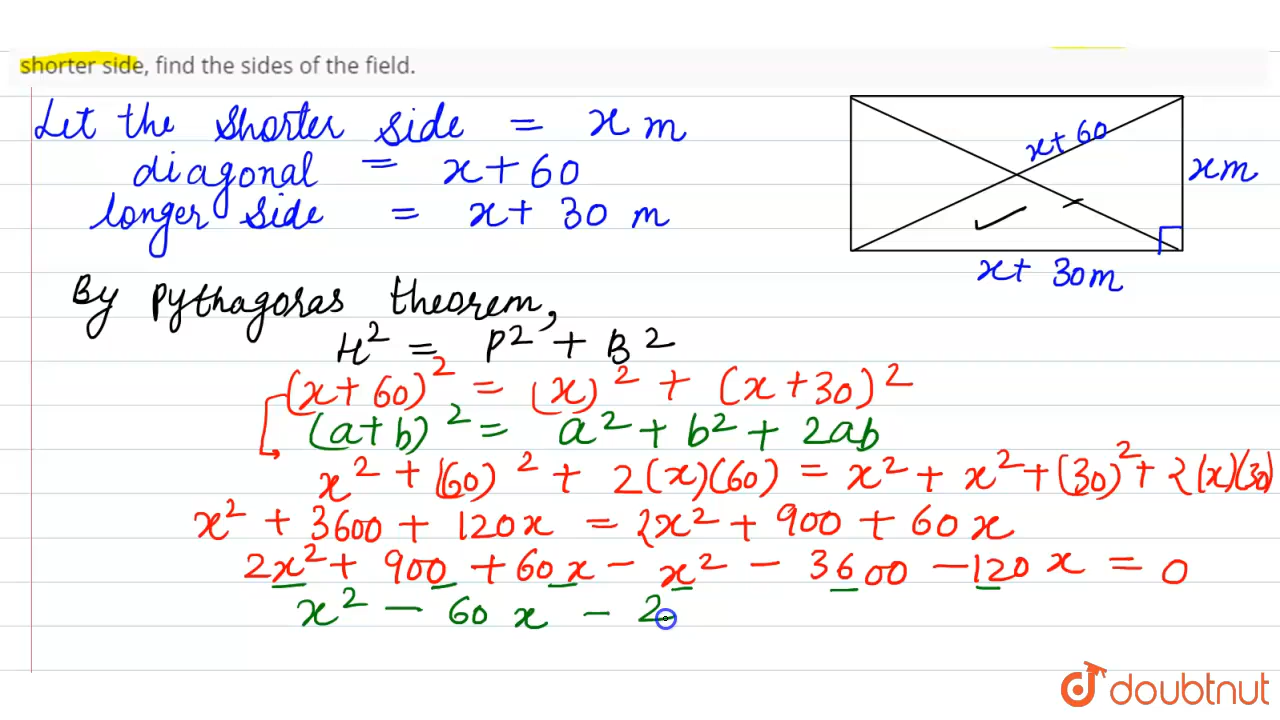 shorter side, find the sides of the field.
Let the shorter side = x m
diagonal = x + 60
longer side = x + 30 m
x + 60
x m
x + 30 m
By Pythagoras theorem,
H² = P² + B²
(x + 60)² = (x)² + (x + 30)²
(a + b)² = a² + b² + 2ab
x² + (60)² + 2(x)(60) = x² + x² + (30)² + 2(x)(30)
x² + 3600 + 120x = 2x² + 900 + 60x
2x² + 900 + 60x - x² - 3600 - 120x = 0
x² - 60x - 2
doubtnut